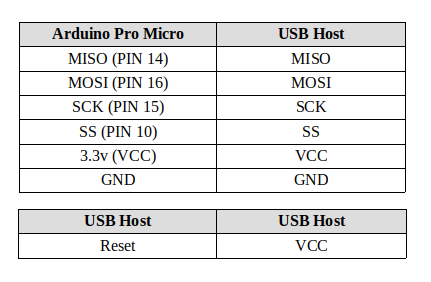 Arduino Pro Micro USB Host
MISO (PIN 14) MISO
MOSI (PIN 16) MOSI
SCK (PIN 15) SCK
SS (PIN 10) SS
3.3v (VCC) VCC
GND GND
USB Host USB Host
Reset VCC